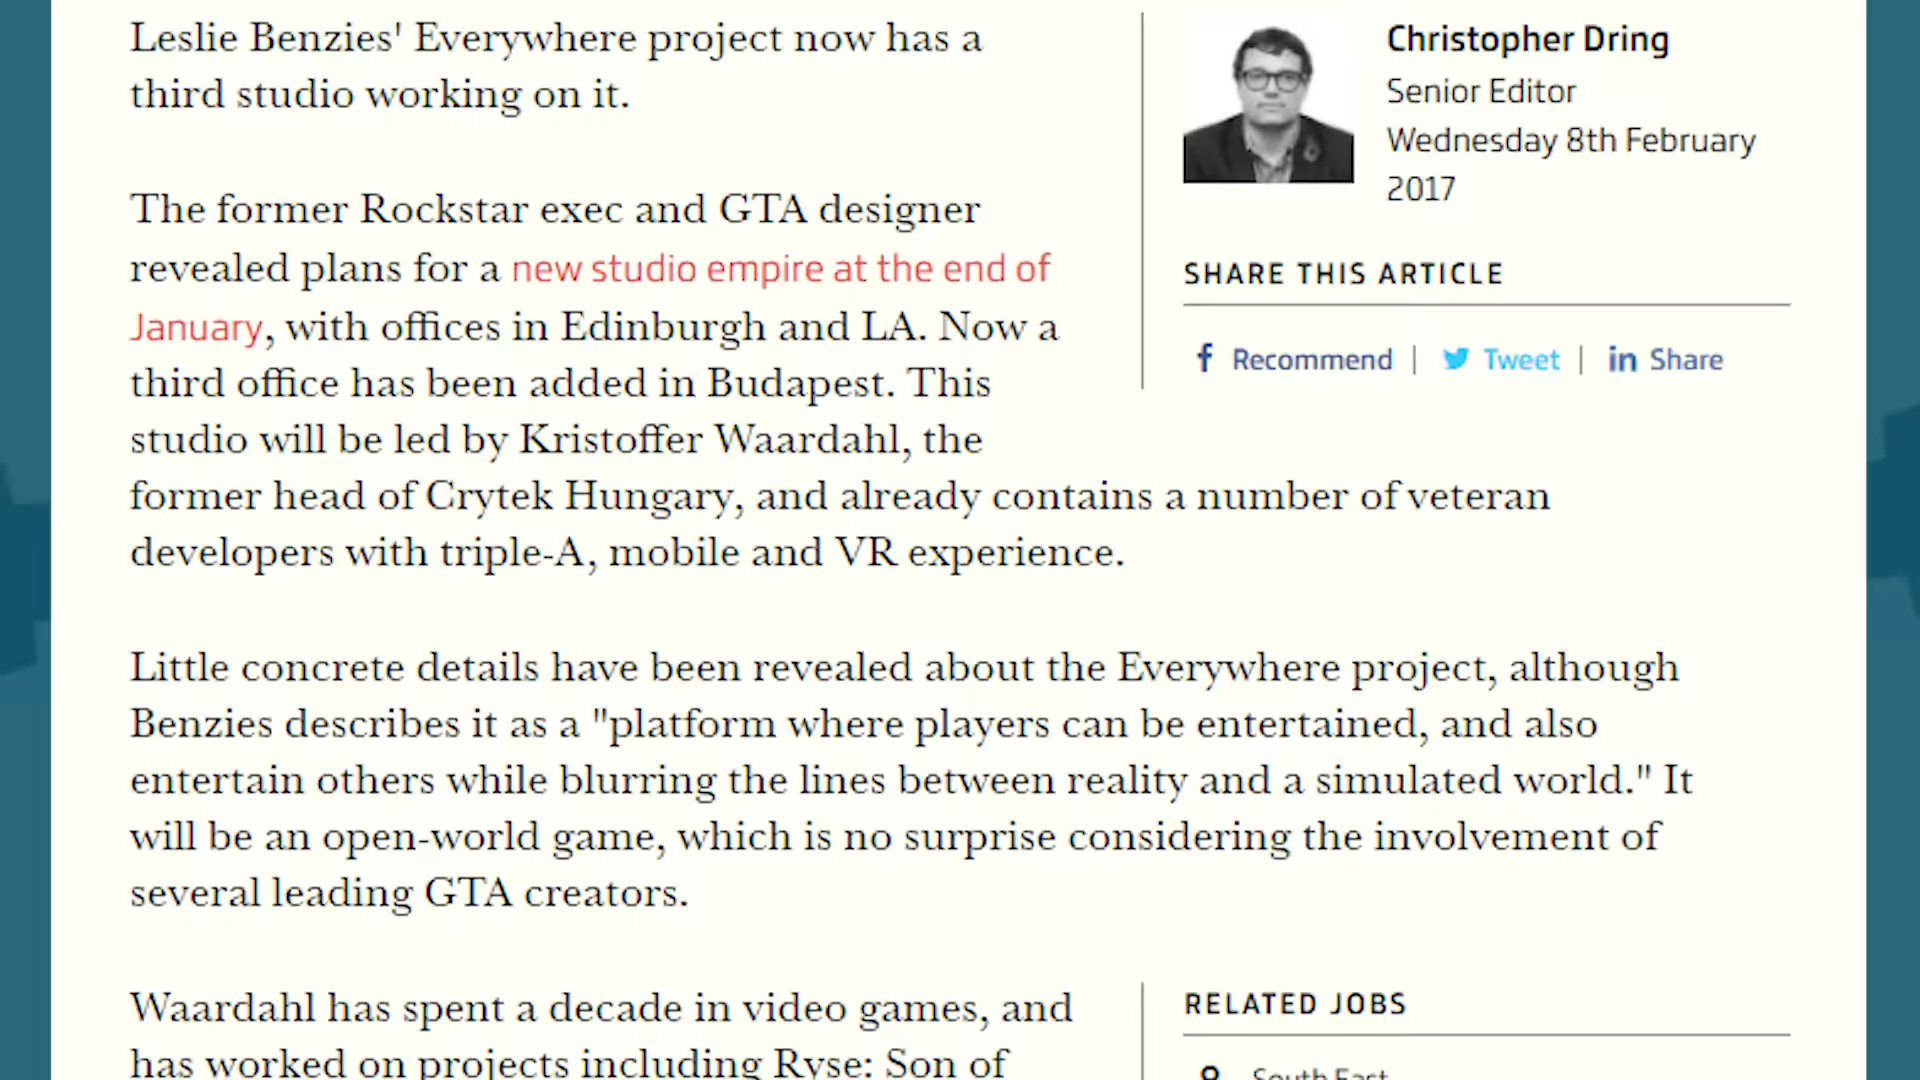 Leslie Benzies' Everywhere project now has a
third studio working on it.
The former Rockstar exec and GTA designer
revealed plans for a new studio empire at the end of
January, with offices in Edinburgh and LA. Now a
third office has been added in Budapest. This
studio will be led by Kristoffer Waardahl, the
former head of Crytek Hungary, and already contains a number of veteran
developers with triple-A, mobile and VR experience.
Little concrete details have been revealed about the Everywhere project, although
Benzies describes it as a "platform where players can be entertained, and also
entertain others while blurring the lines between reality and a simulated world." It
will be an open-world game, which is no surprise considering the involvement of
several leading GTA creators.
Waardahl has spent a decade in video games, and
has worked on projects including Ryse: Son of
Christopher Dring
Senior Editor
Wednesday 8th February
2017
SHARE THIS ARTICLE
f Recommend | Tweet | in Share
RELATED JOBS
South East